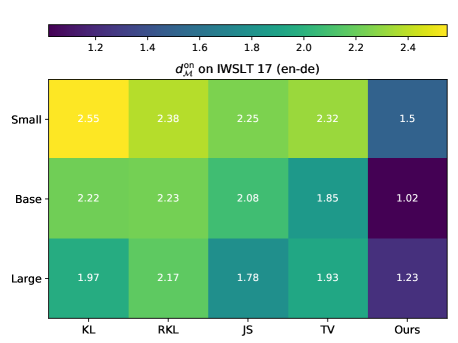 1.2 1.4 1.6 1.8 2.0 2.2 2.4
d_M^on on IWSLT 17 (en-de)
Small 2.55 2.38 2.25 2.32 1.5
Base 2.22 2.23 2.08 1.85 1.02
Large 1.97 2.17 1.78 1.93 1.23
KL RKL JS TV Ours